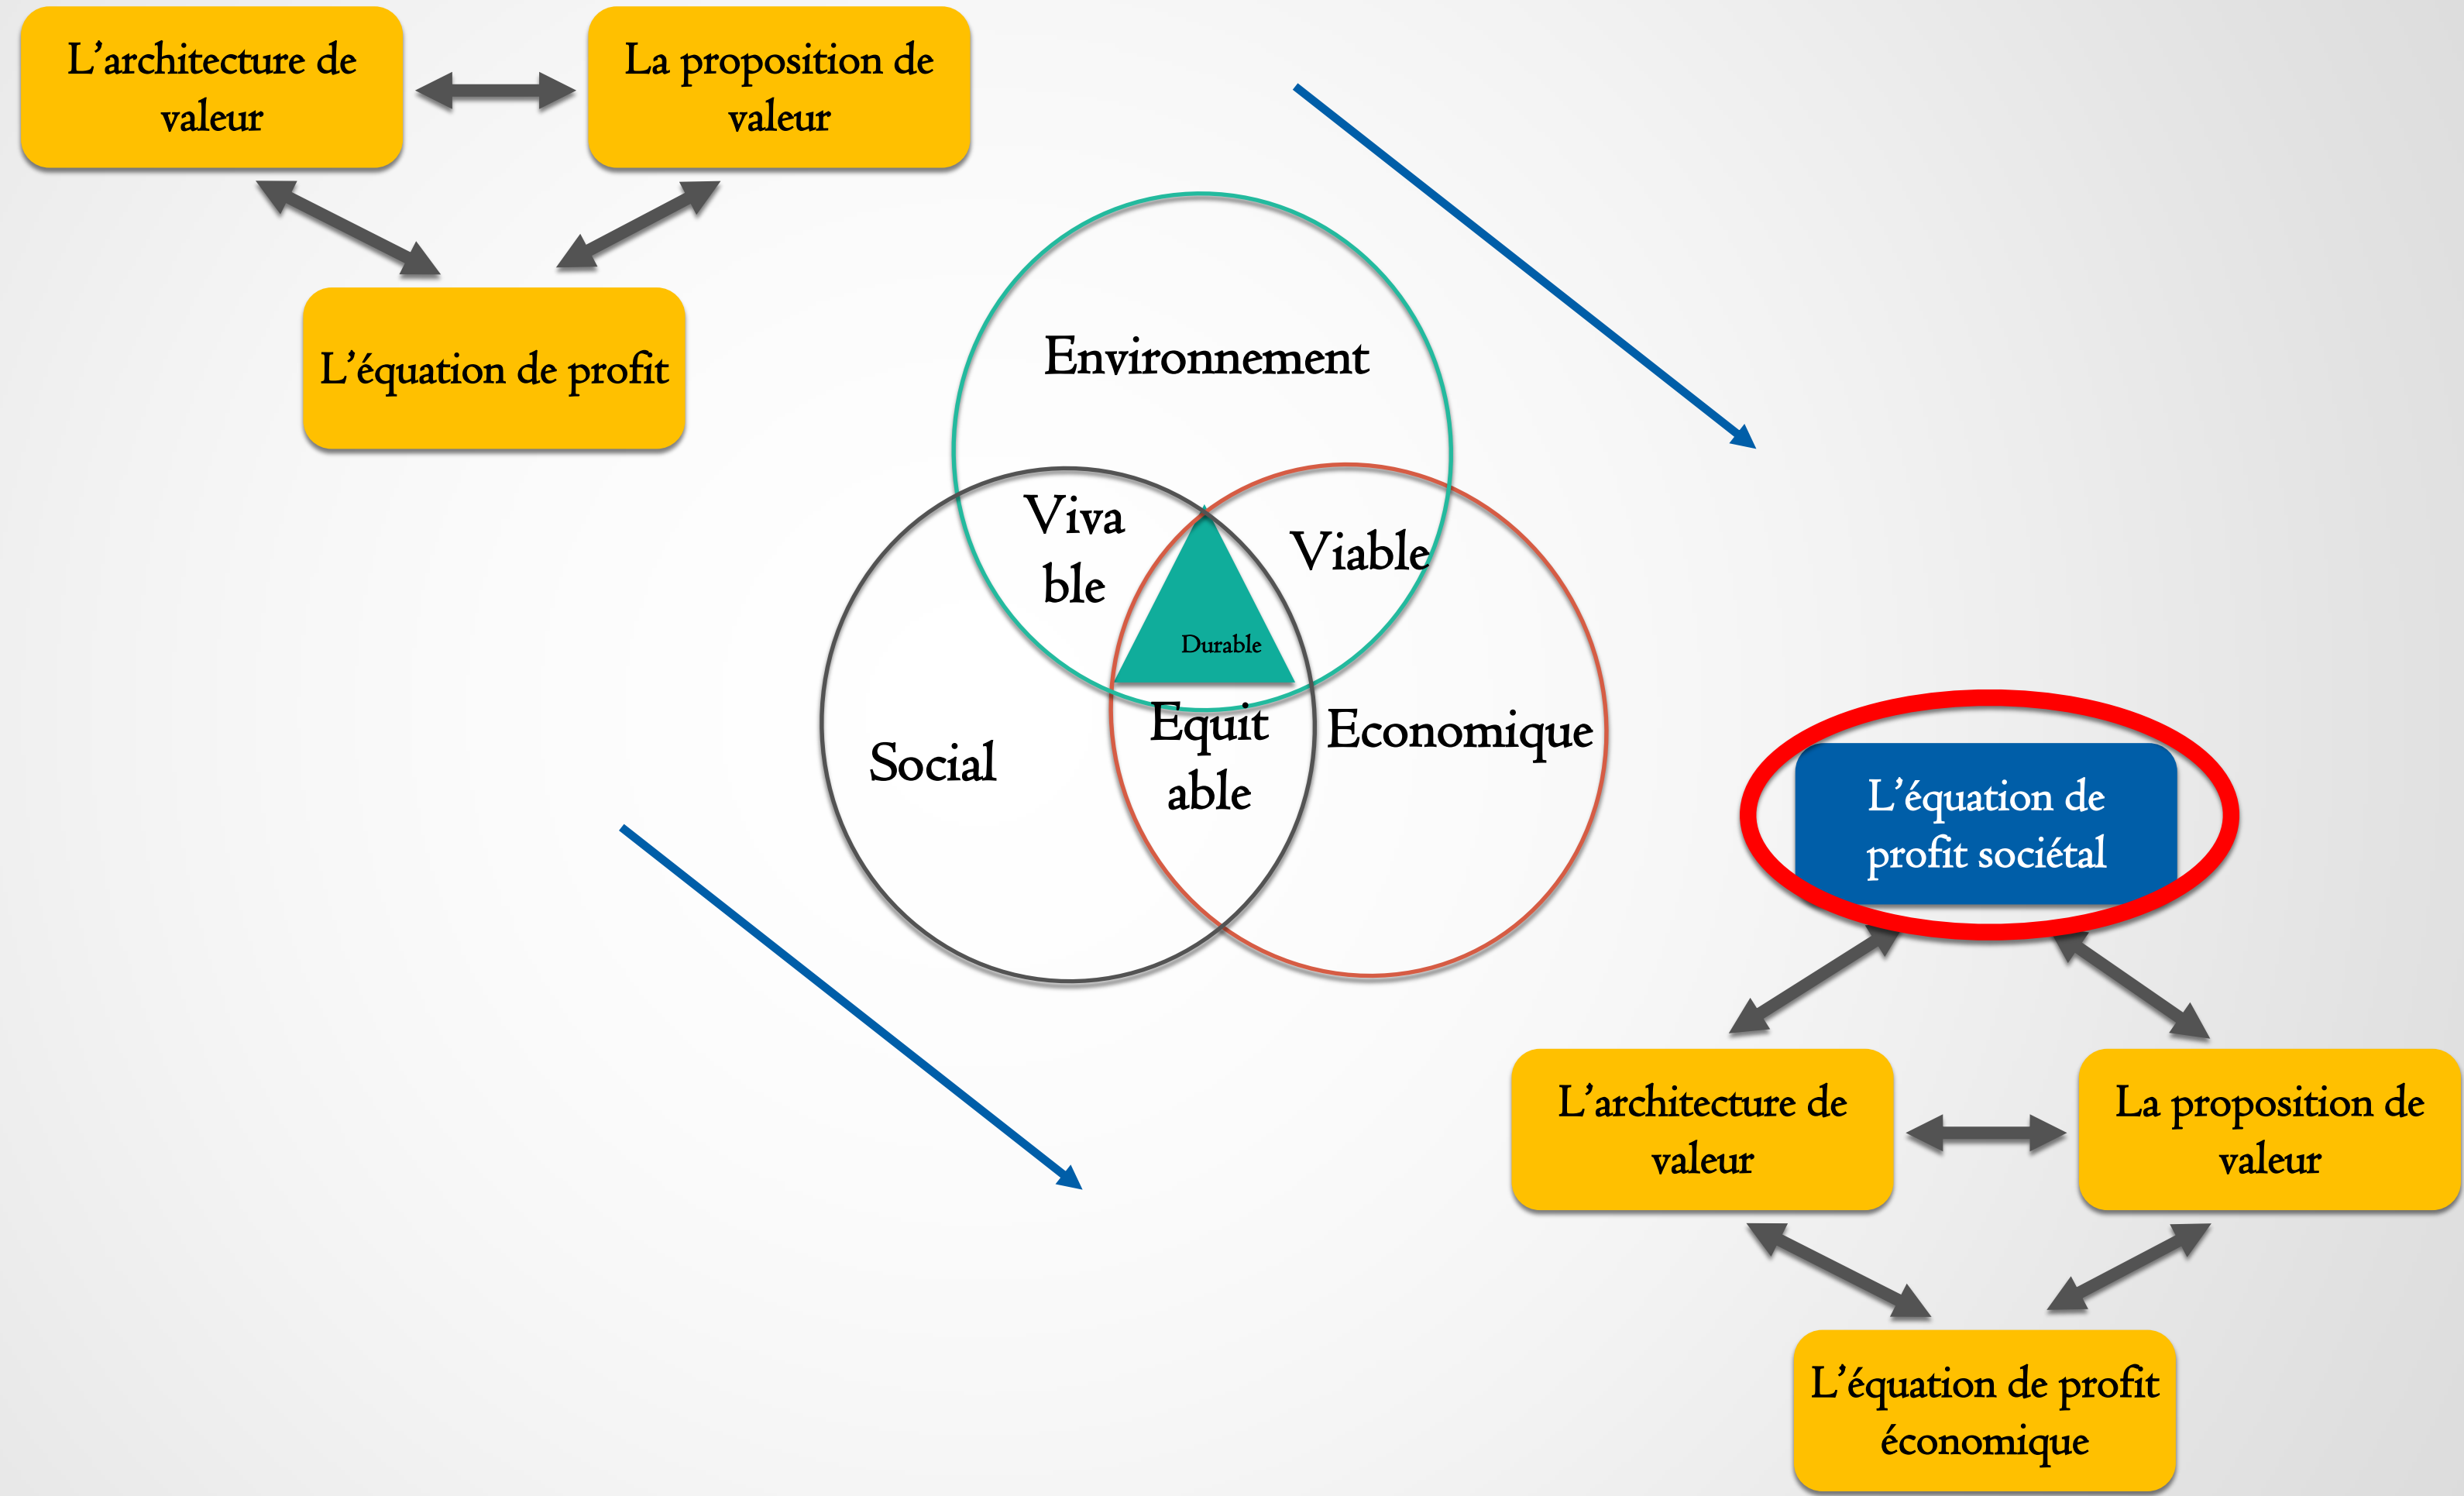 L'architecture de
valeur
La proposition de
valeur
L'équation de profit
Environnement
Viva
ble
Viable
Durable
Equit
able
Social
Economique
L'équation de
profit sociétal
L'architecture de
valeur
La proposition de
valeur
L'équation de profit
économique